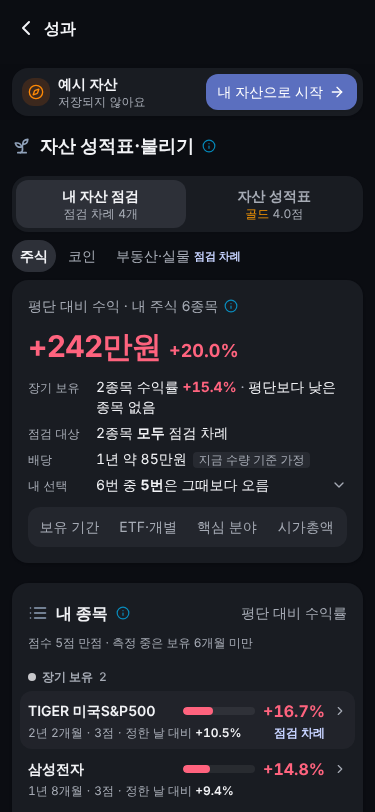 성과
예시 자산
저장되지 않아요
내 자산으로 시작
자산 성적표·불리기
내 자산 점검
점검 차례 4개
자산 성적표
골드 4.0점
주식
코인
부동산·실물 점검 차례
평단 대비 수익 · 내 주식 6종목
+242만원 +20.0%
장기 보유 2종목 수익률 +15.4% · 평단보다 낮은
종목 없음
점검 대상 2종목 모두 점검 차례
배당 1년 약 85만원 지금 수량 기준 가정
내 선택 6번 중 5번은 그때보다 오름
보유 기간 ETF·개별 핵심 분야 시가총액
내 종목 평단 대비 수익률
점수 5점 만점 · 측정 중은 보유 6개월 미만
장기 보유 2
TIGER 미국S&P500 +16.7%
2년 2개월 · 3점 · 정한 날 대비 +10.5% 점검 차례
삼성전자 +14.8%
1년 8개월 · 3점 · 정한 날 대비 +9.4%